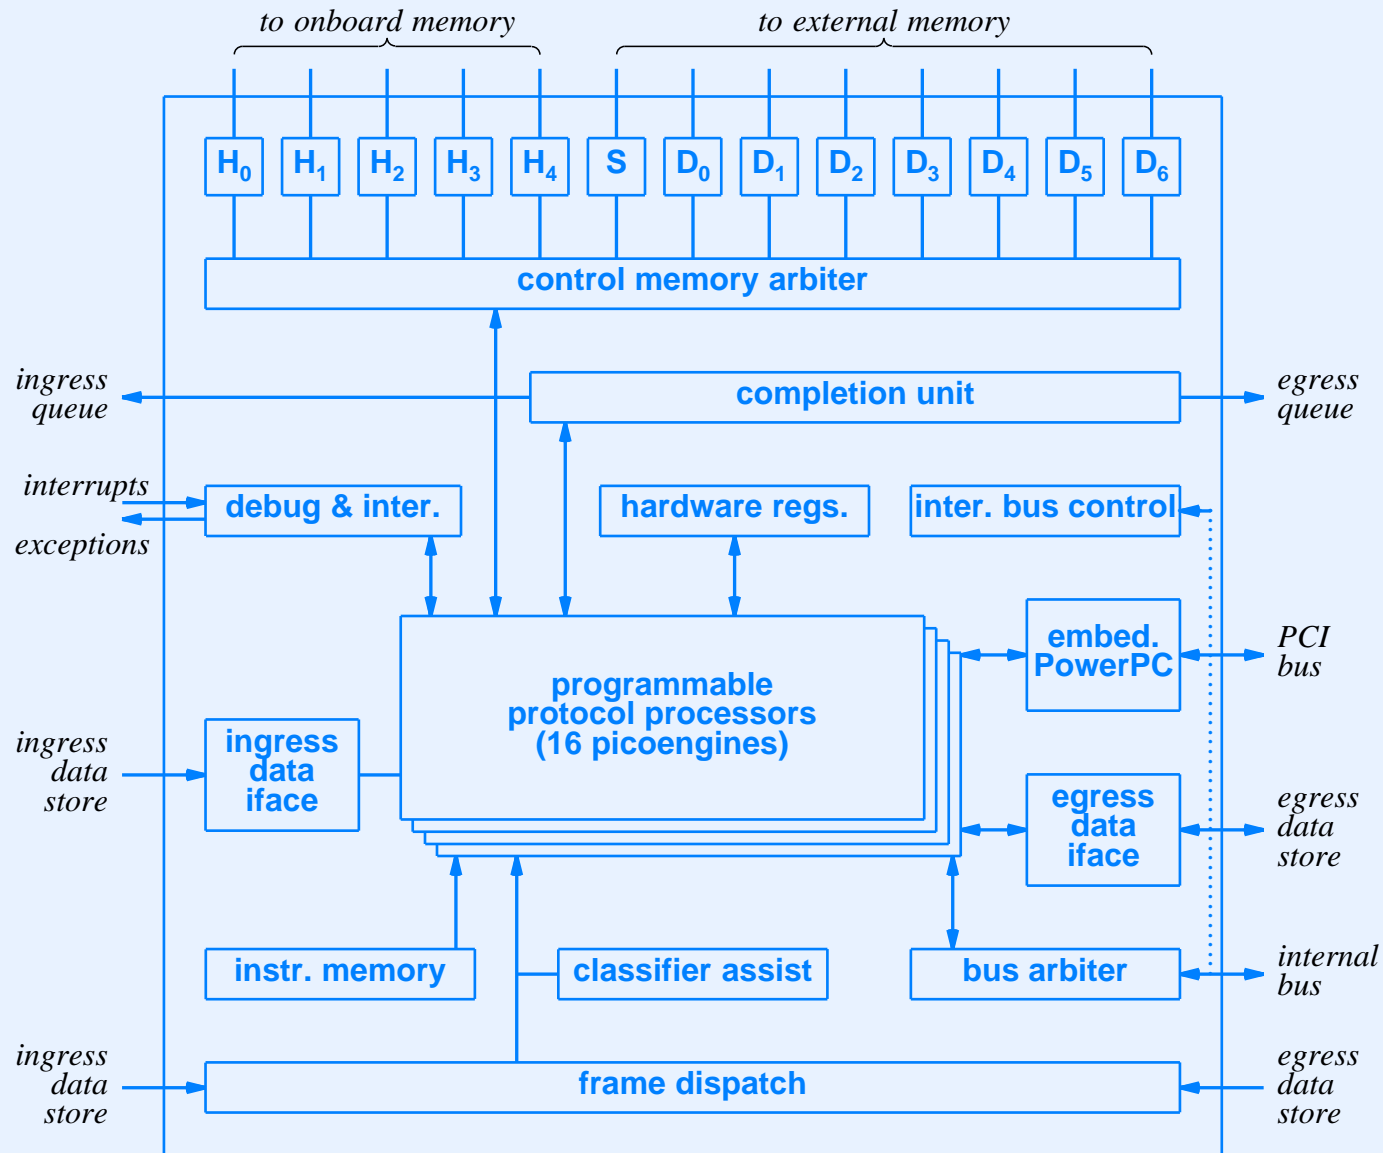 to onboard memory
to external memory
H0 H1 H2 H3 H4 S D0 D1 D2 D3 D4 D5 D6
control memory arbiter
ingress
queue
completion unit
egress
queue
interrupts
exceptions
debug & inter.
hardware regs.
inter. bus control
programmable
protocol processors
(16 picoengines)
embed.
PowerPC
PCI
bus
ingress
data
store
ingress
data
iface
egress
data
iface
egress
data
store
instr. memory
classifier assist
bus arbiter
internal
bus
ingress
data
store
frame dispatch
egress
data
store